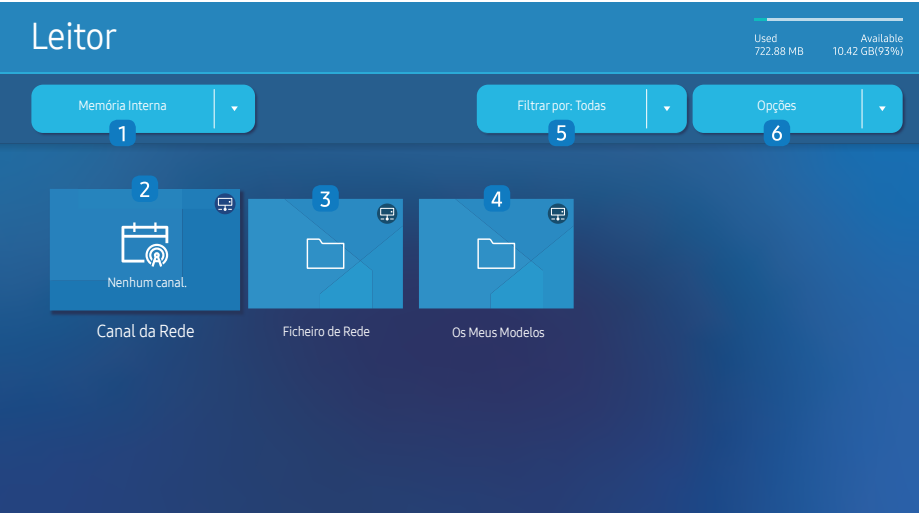 Leitor
Used
722.88 MB
Available
10.42 GB(93%)
Memória Interna
1
Filtrar por: Todas
5
Opções
6
2
Nenhum canal.
Canal da Rede
3
Ficheiro de Rede
4
Os Meus Modelos